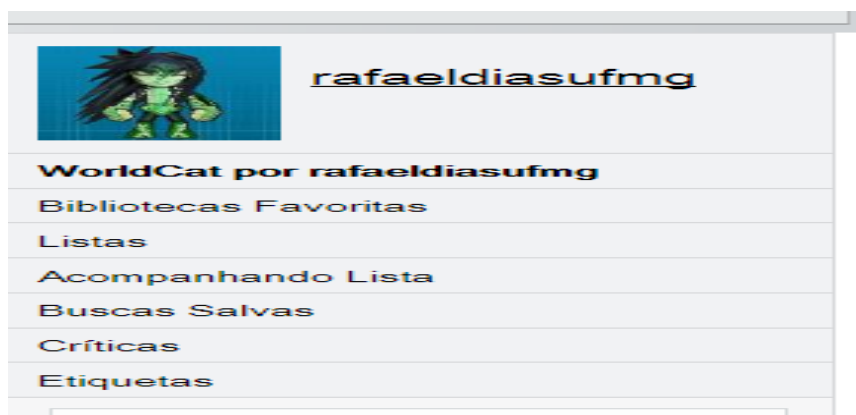 rafaeldiasufmg
WorldCat por rafaeldiasufmg
Bibliotecas Favoritas
Listas
Acompanhando Lista
Buscas Salvas
Críticas
Etiquetas